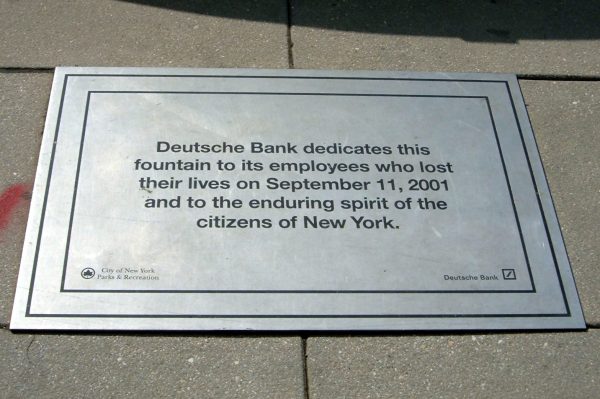 Deutsche Bank dedicates this
fountain to its employees who lost
their lives on September 11, 2001
and to the enduring spirit of the
citizens of New York.
City of New York
Parks & Recreation
Deutsche Bank